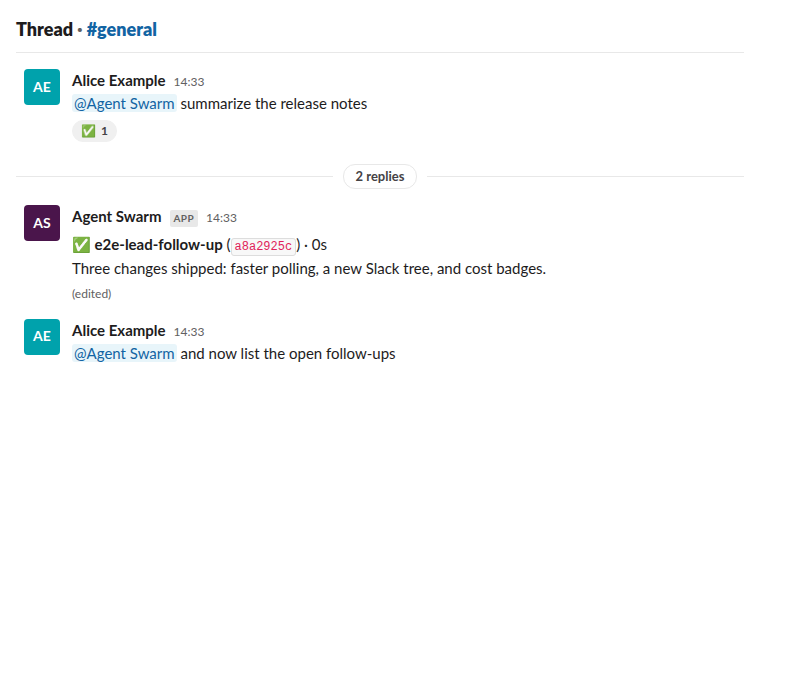 Thread • #general
AE
Alice Example 14:33
@Agent Swarm summarize the release notes
✅ 1
2 replies
AS
Agent Swarm APP 14:33
✅ e2e-lead-follow-up (a8a2925c) · 0s
Three changes shipped: faster polling, a new Slack tree, and cost badges.
(edited)
AE
Alice Example 14:33
@Agent Swarm and now list the open follow-ups